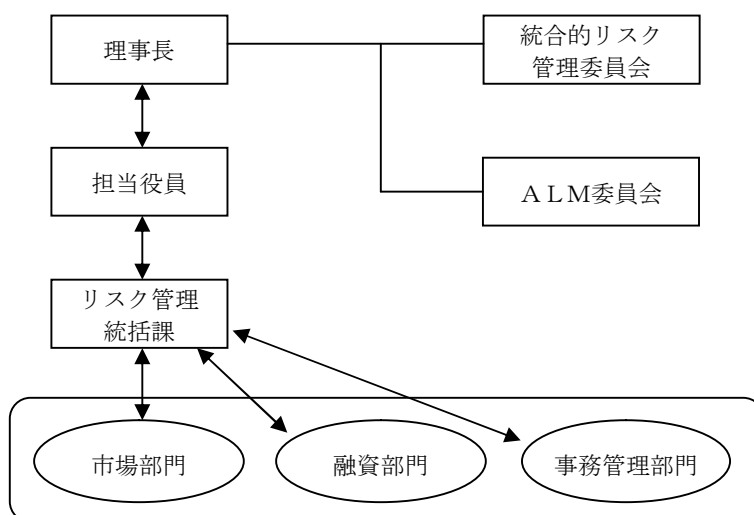 理事長
統合的リスク
管理委員会
担当役員
ＡＬＭ委員会
リスク管理
統括課
市場部門
融資部門
事務管理部門